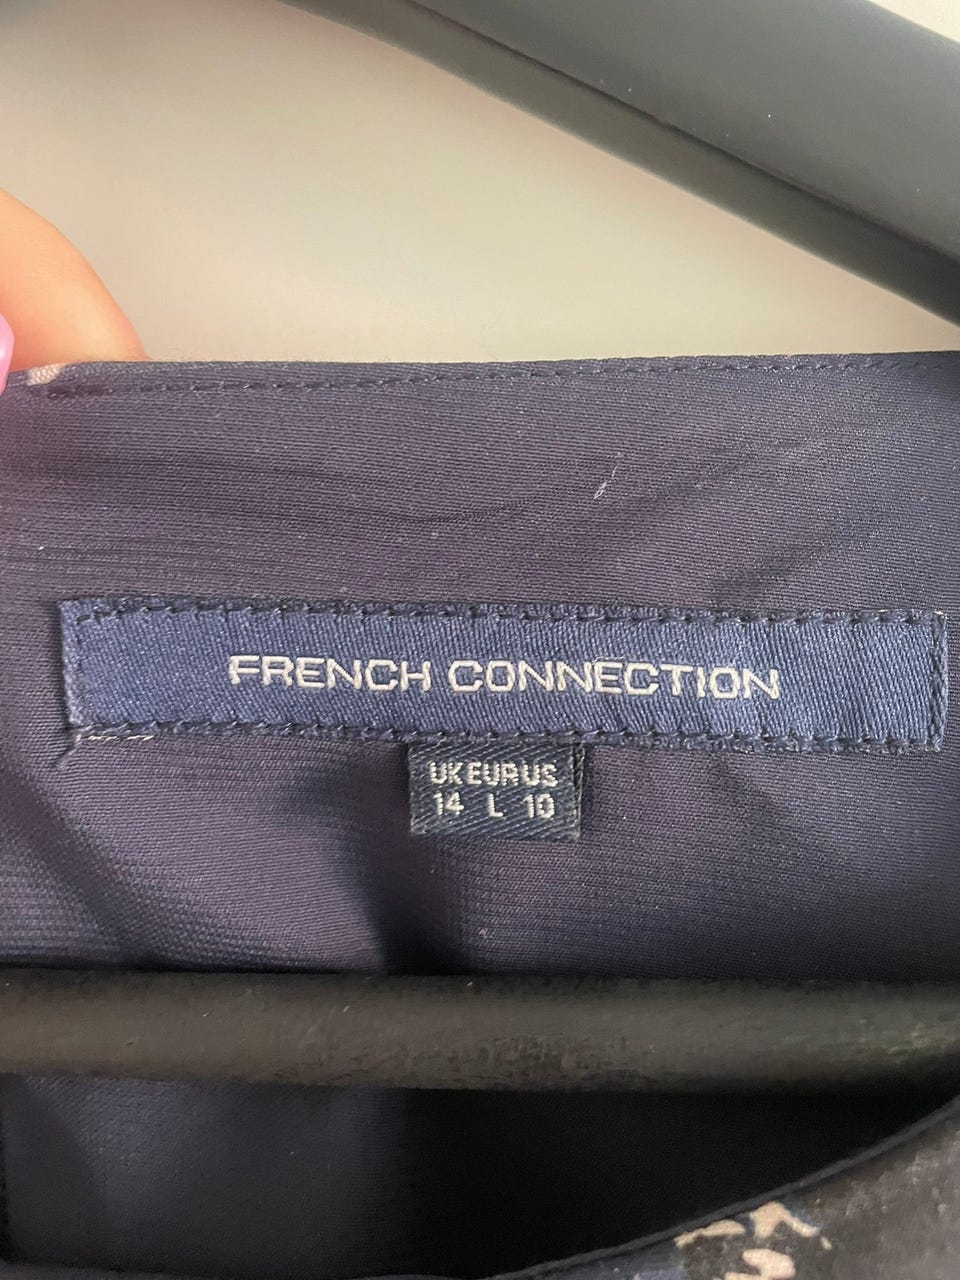 FRENCH CONNECTION
UK EUR US
14 L 10